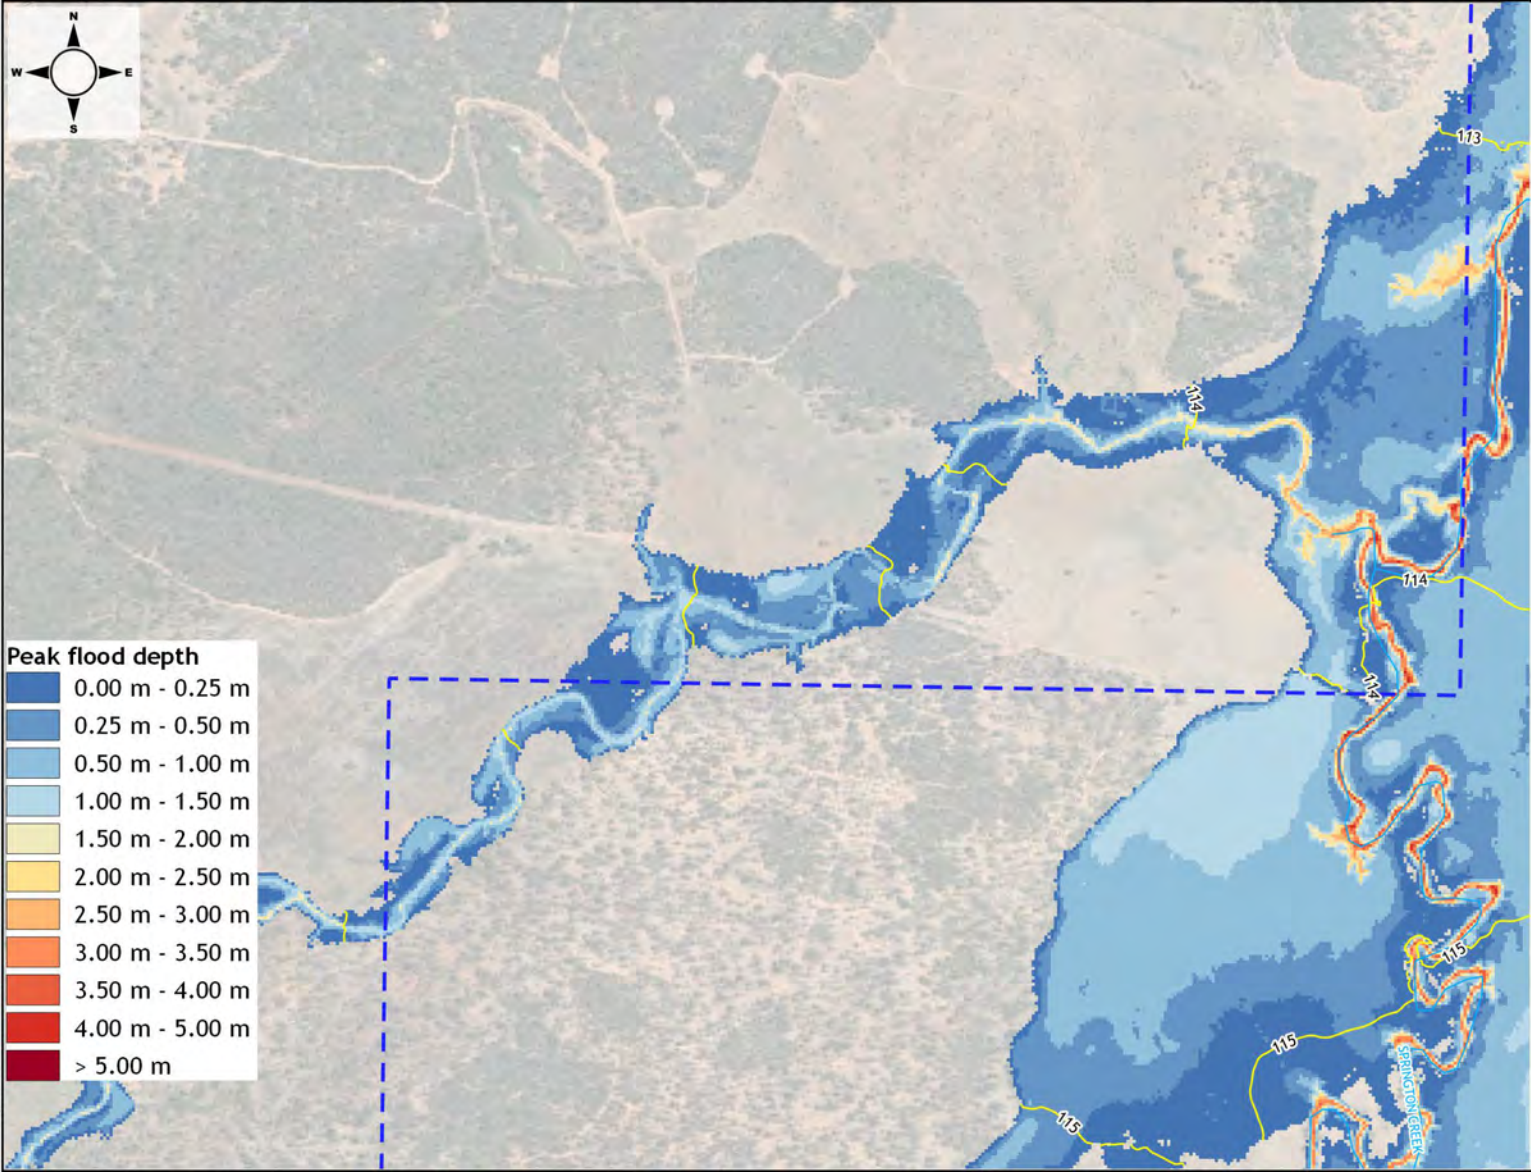 N
W E
S
113
114
114
114
115
115
115
SPRINGTON CREEK
Peak flood depth
0.00 m - 0.25 m
0.25 m - 0.50 m
0.50 m - 1.00 m
1.00 m - 1.50 m
1.50 m - 2.00 m
2.00 m - 2.50 m
2.50 m - 3.00 m
3.00 m - 3.50 m
3.50 m - 4.00 m
4.00 m - 5.00 m
> 5.00 m